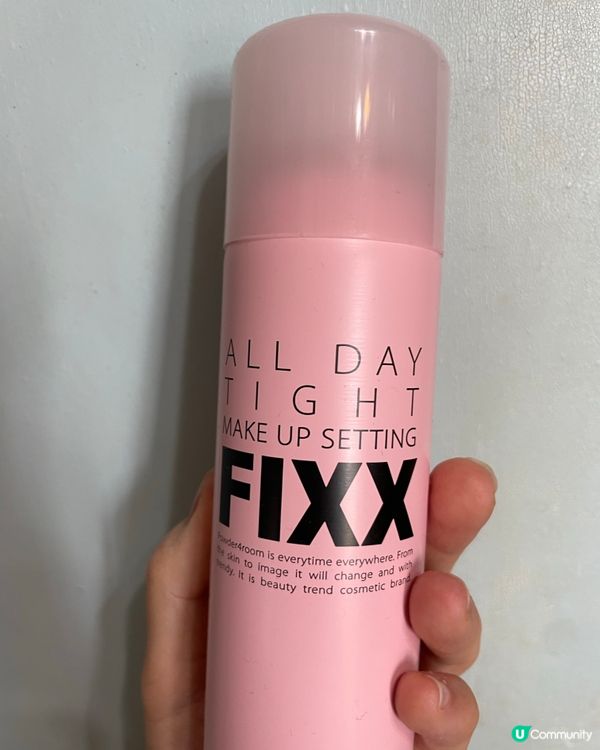 ALL DAY
TIGHT
MAKE UP SETTING
FIXX
Powder4room is everytime everywhere. From
the skin to image it will change and with
trendy. It is beauty trend cosmetic brand.
U Community